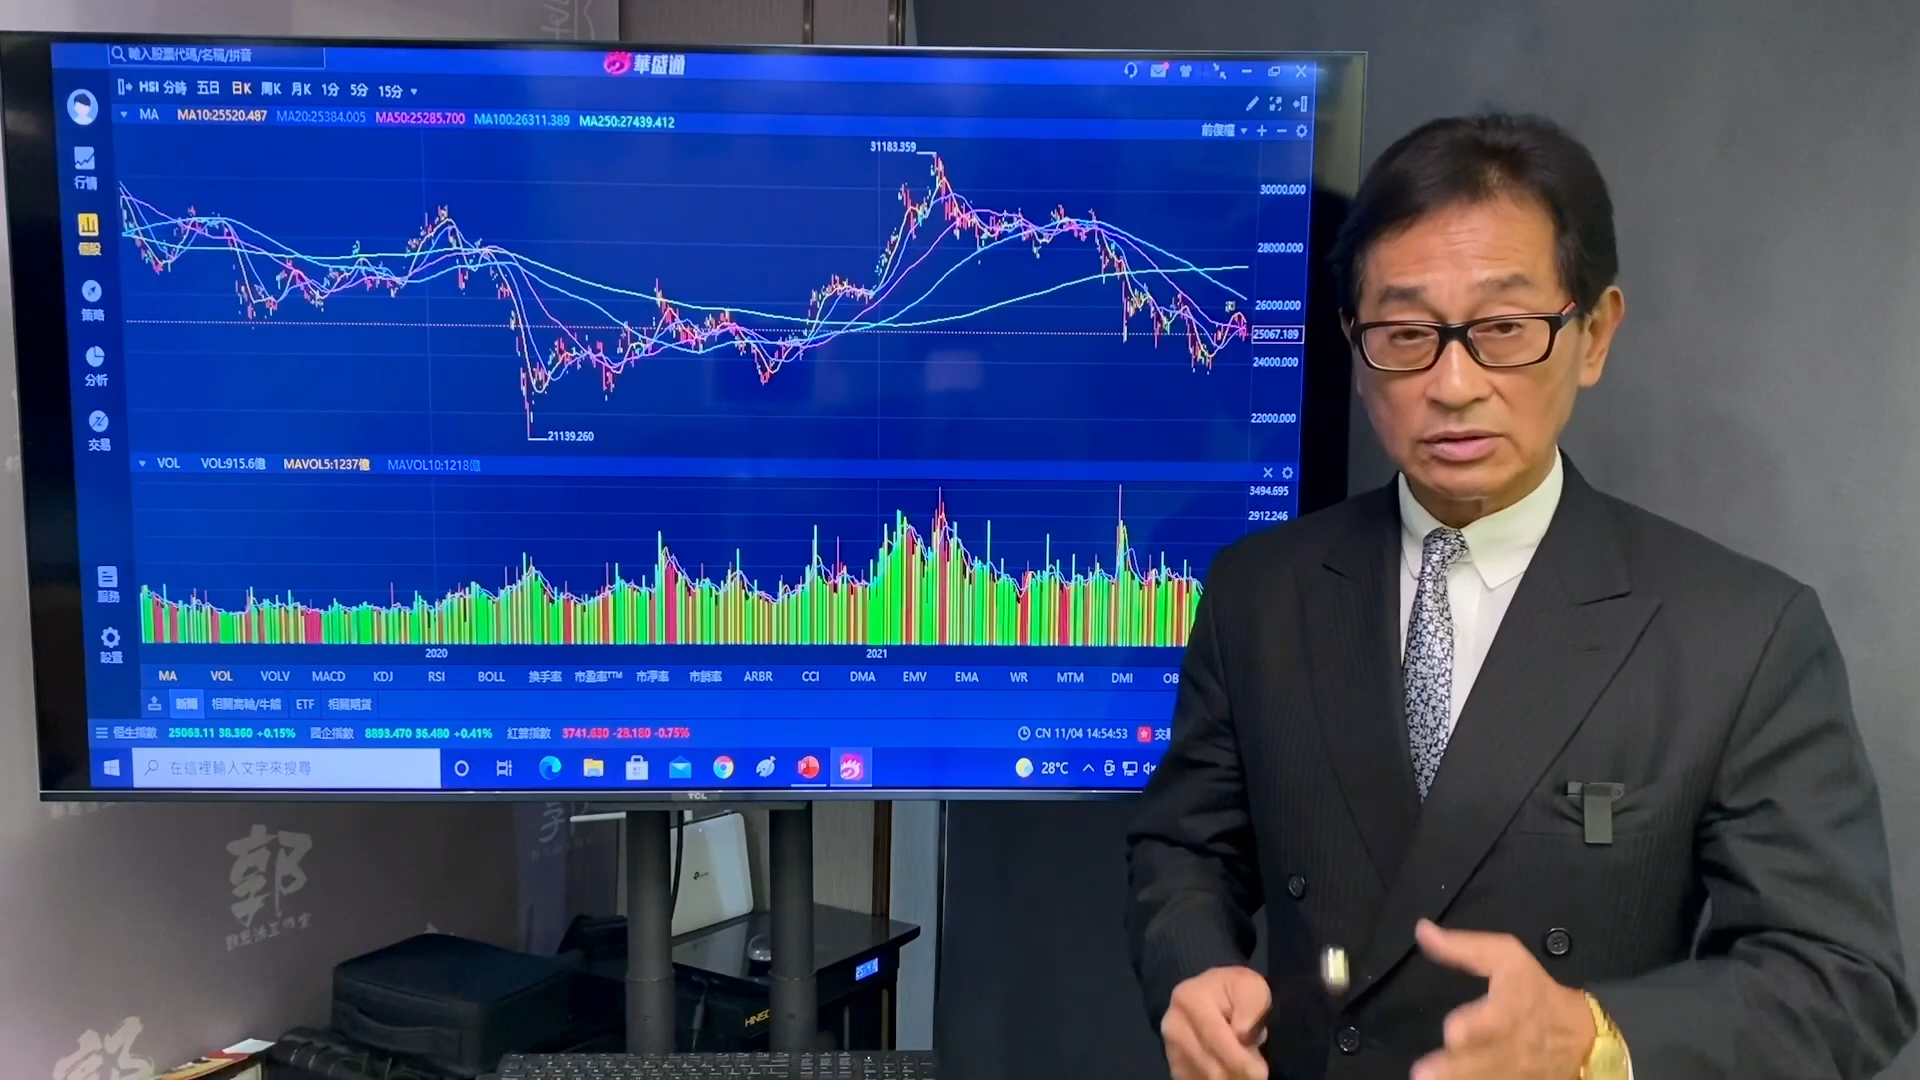 輸入股票代碼/名稱/拼音
華盛通
HSI 分時 五日 日K 周K 月K 1分 5分 15分
MA MA10:25520.487 MA20:25384.005 MA50:25285.700 MA100:26311.389 MA250:27439.412
前復權
行情
個股
策略
分析
交易
服務
設置
31183.359
30000.000
28000.000
26000.000
25067.189
24000.000
22000.000
21139.260
VOL VOL:915.6億 MAVOL5:1237億 MAVOL10:1218億
3494.695
2912.246
2020 2021
MA VOL VOLV MACD KDJ RSI BOLL 換手率 市盈率TTM 市淨率 市銷率 ARBR CCI DMA EMV EMA WR MTM DMI OB
新聞 相關窩輪/牛熊 ETF 相關期貨
恒生指數 25063.11 38.360 +0.15% 國企指數 8893.470 36.480 +0.41% 紅籌指數 3741.630 -28.180 -0.75% CN 11/04 14:54:53 交
在這裡輸入文字來搜尋 28°C
TCL
郭